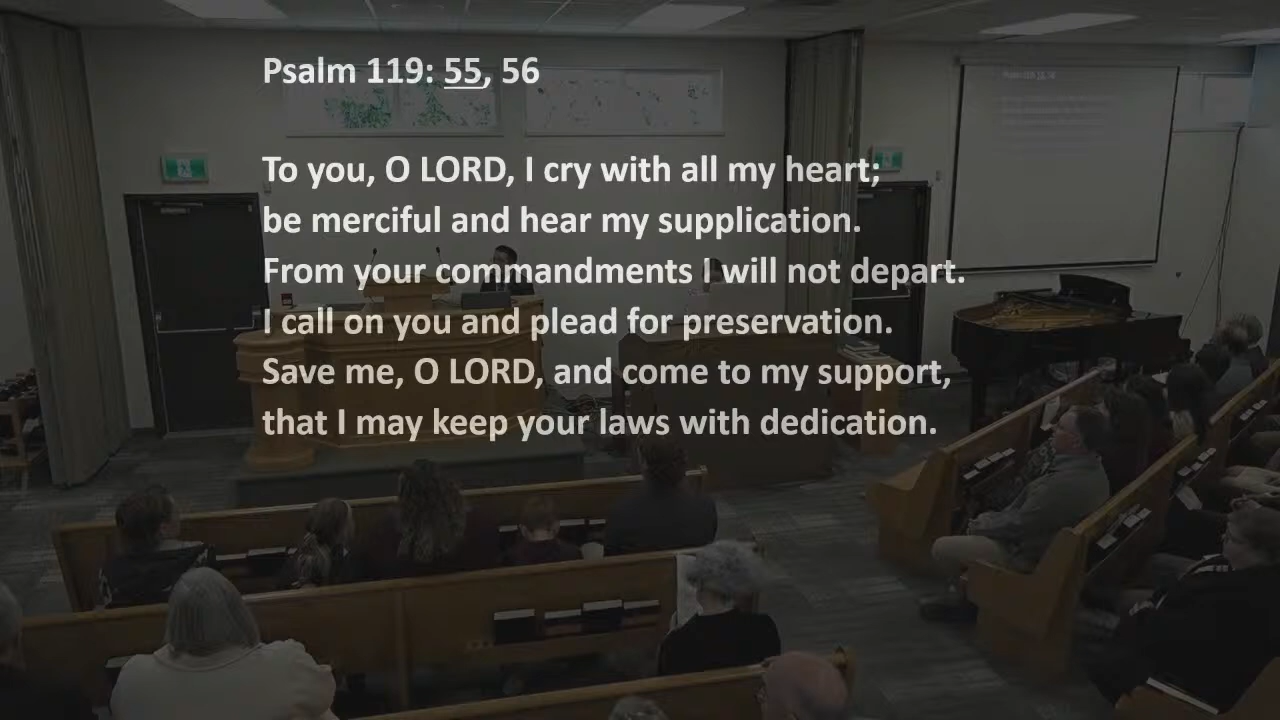 Psalm 119: 55, 56
To you, O LORD, I cry with all my heart;
be merciful and hear my supplication.
From your commandments I will not depart.
I call on you and plead for preservation.
Save me, O LORD, and come to my support,
that I may keep your laws with dedication.